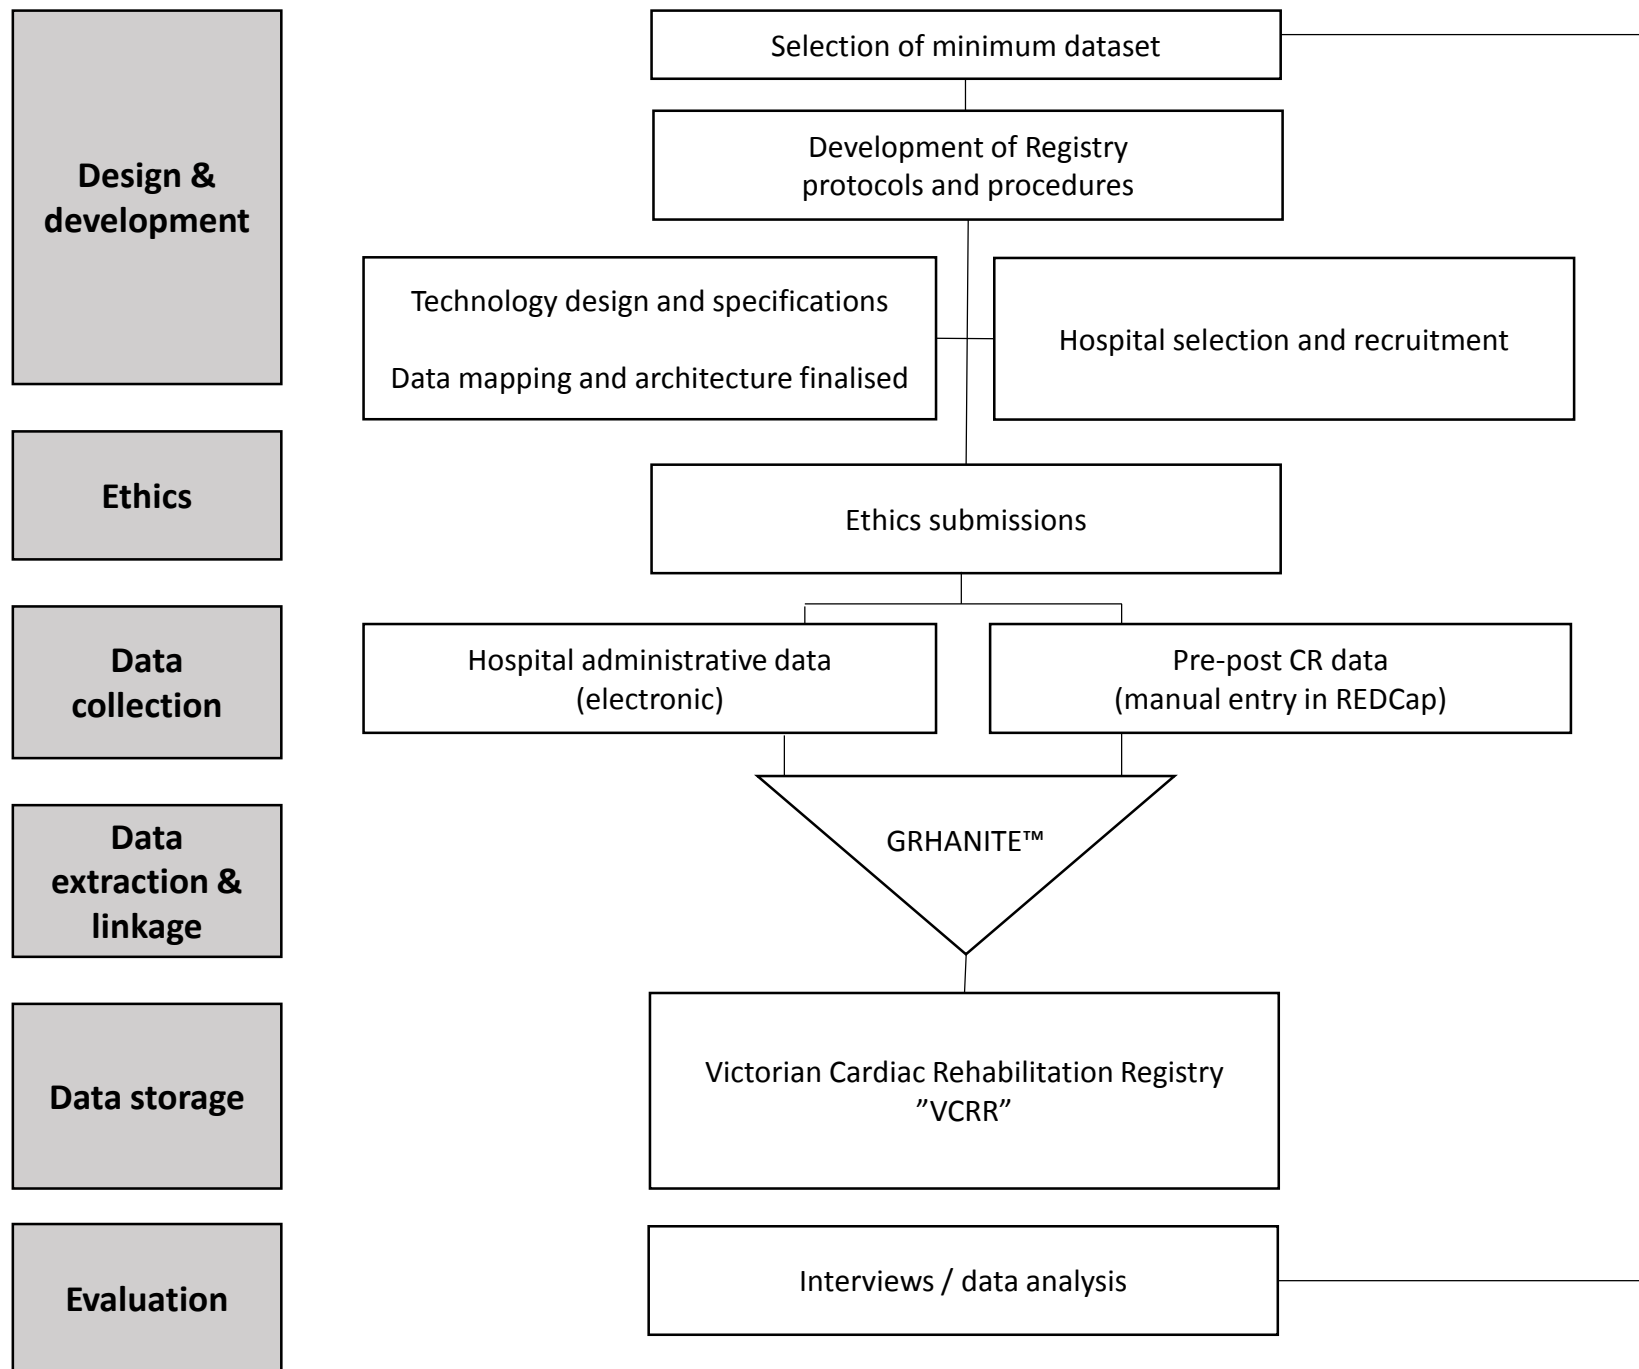 Selection of minimum dataset
Design &
development
Development of Registry
protocols and procedures
Technology design and specifications
Data mapping and architecture finalised
Hospital selection and recruitment
Ethics
Ethics submissions
Data
collection
Hospital administrative data
(electronic)
Pre-post CR data
(manual entry in REDCap)
Data
extraction &
linkage
GRHANITE™
Data storage
Victorian Cardiac Rehabilitation Registry
”VCRR”
Evaluation
Interviews / data analysis